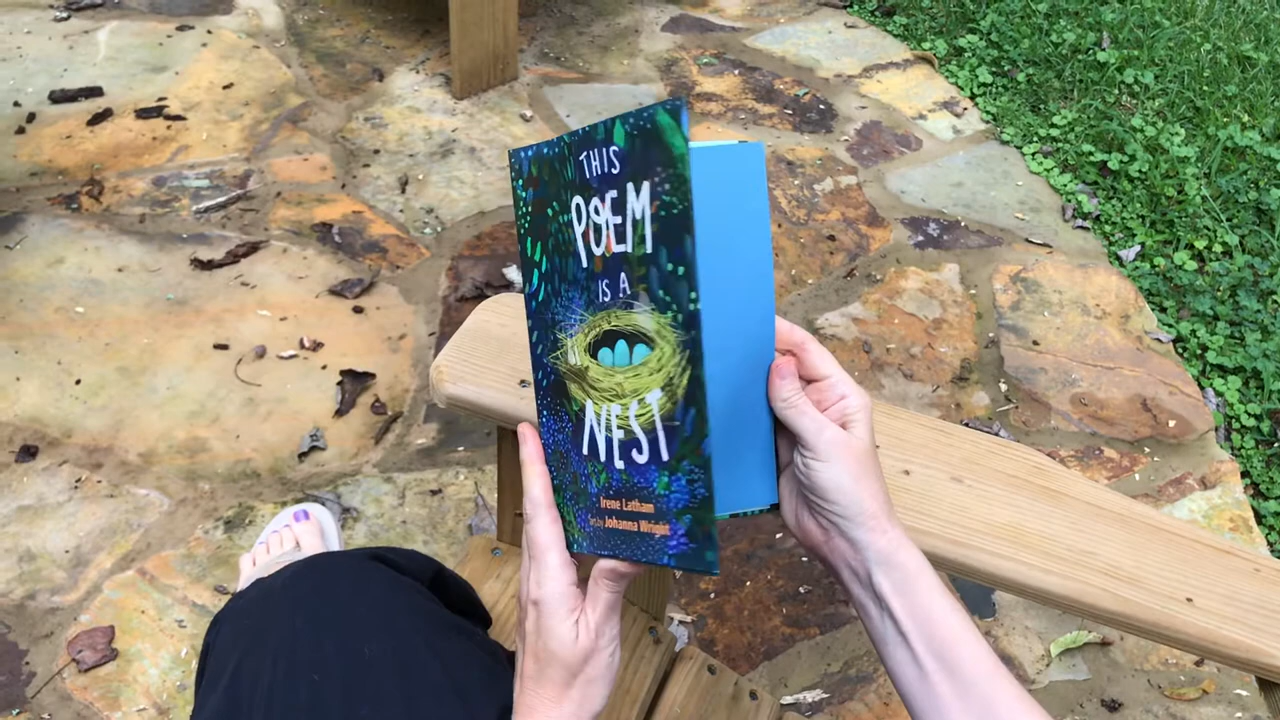 THIS
POEM
IS A
NEST
Irene Latham
art by Johanna Wright